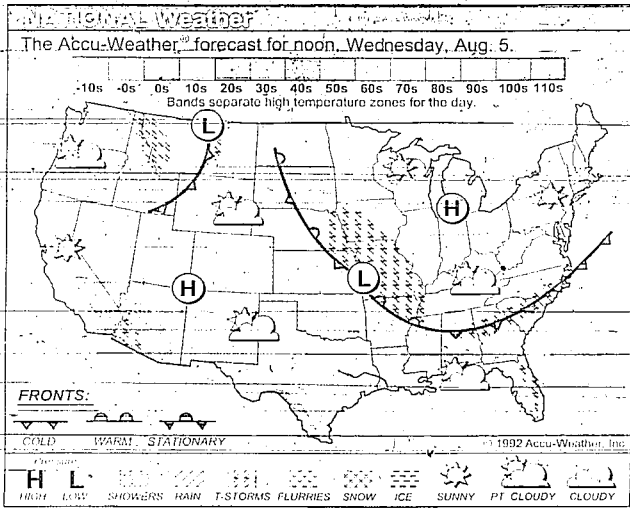 NATIONAL Weather
The Accu-Weather® forecast for noon, Wednesday, Aug. 5.
-10s -0s 0s 10s 20s 30s 40s 50s 60s 70s 80s 90s 100s 110s
Bands separate high temperature zones for the day.
L
H
H
L
FRONTS:
COLD WARM STATIONARY
© 1992 Accu-Weather, Inc.
Pressure
H L
HIGH LOW SHOWERS RAIN T-STORMS FLURRIES SNOW ICE SUNNY PT CLOUDY CLOUDY